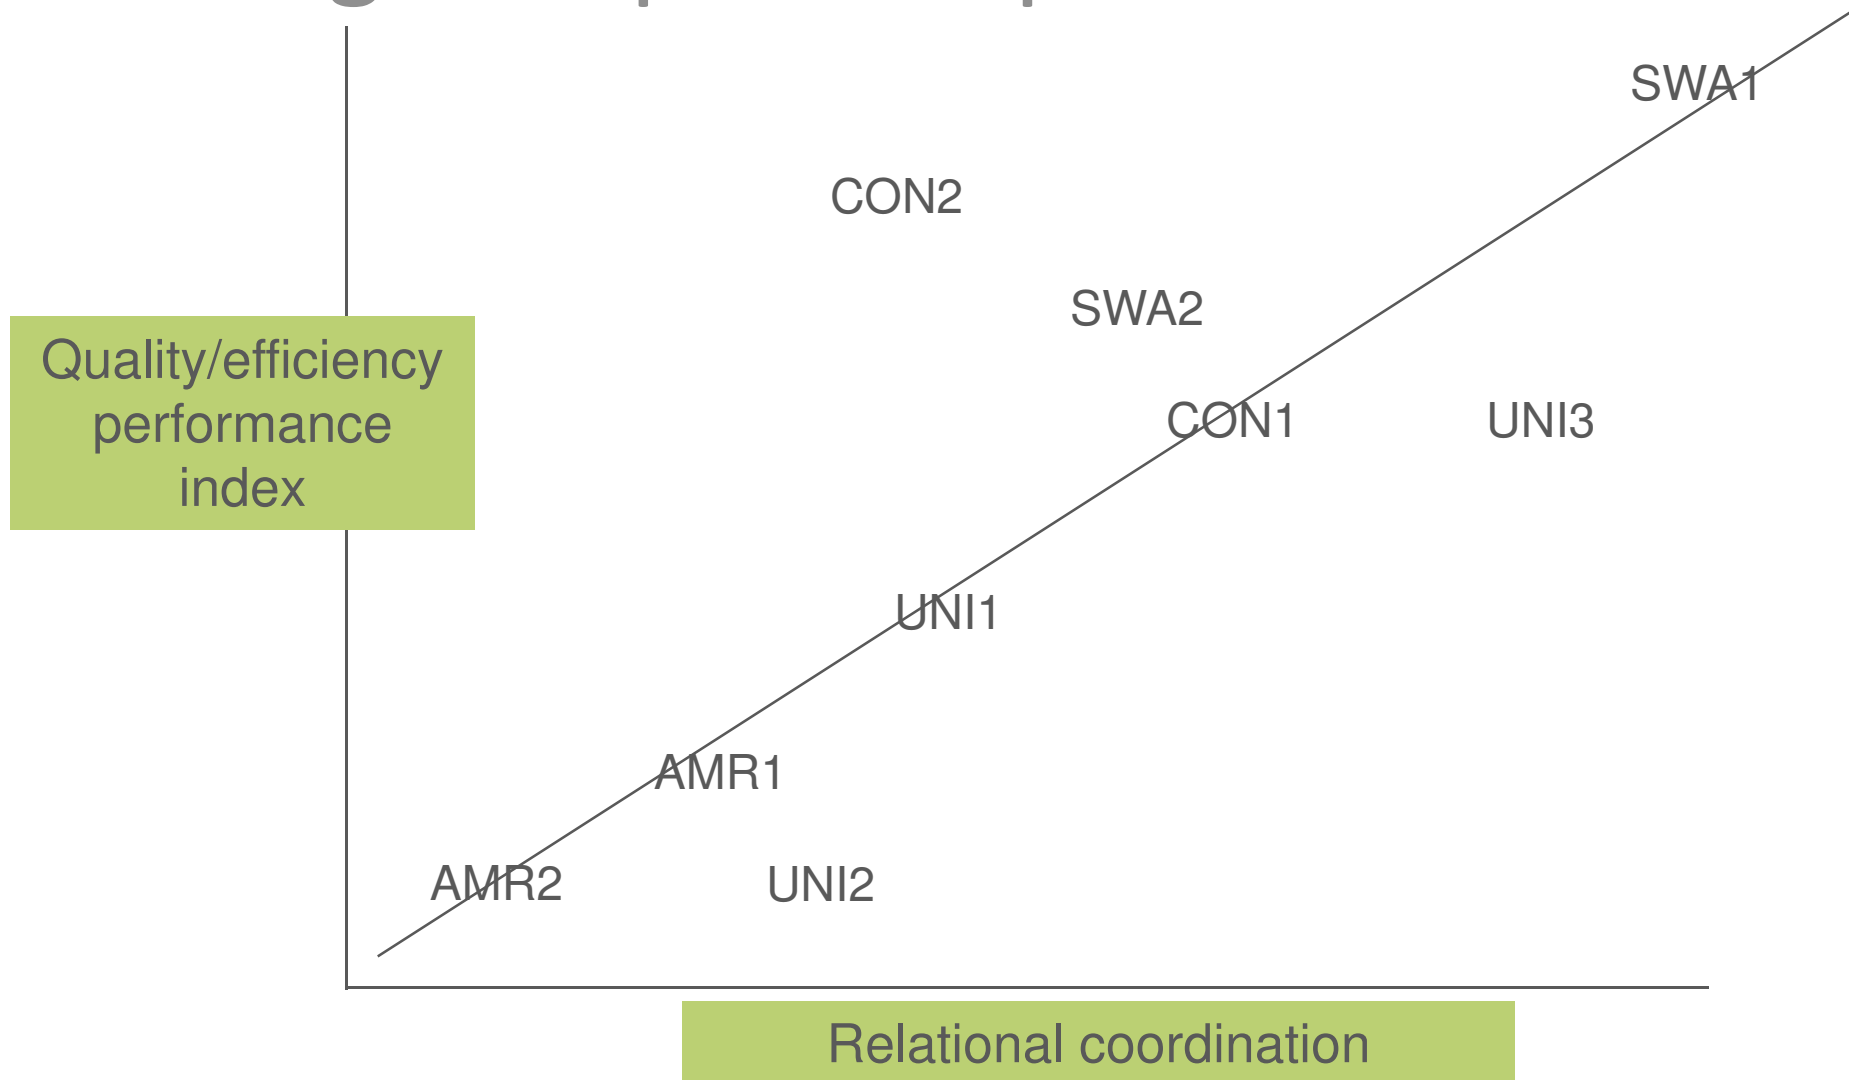 SWA1
CON2
SWA2
Quality/efficiency
performance
index
CON1
UNI3
UNI1
AMR1
AMR2
UNI2
Relational coordination